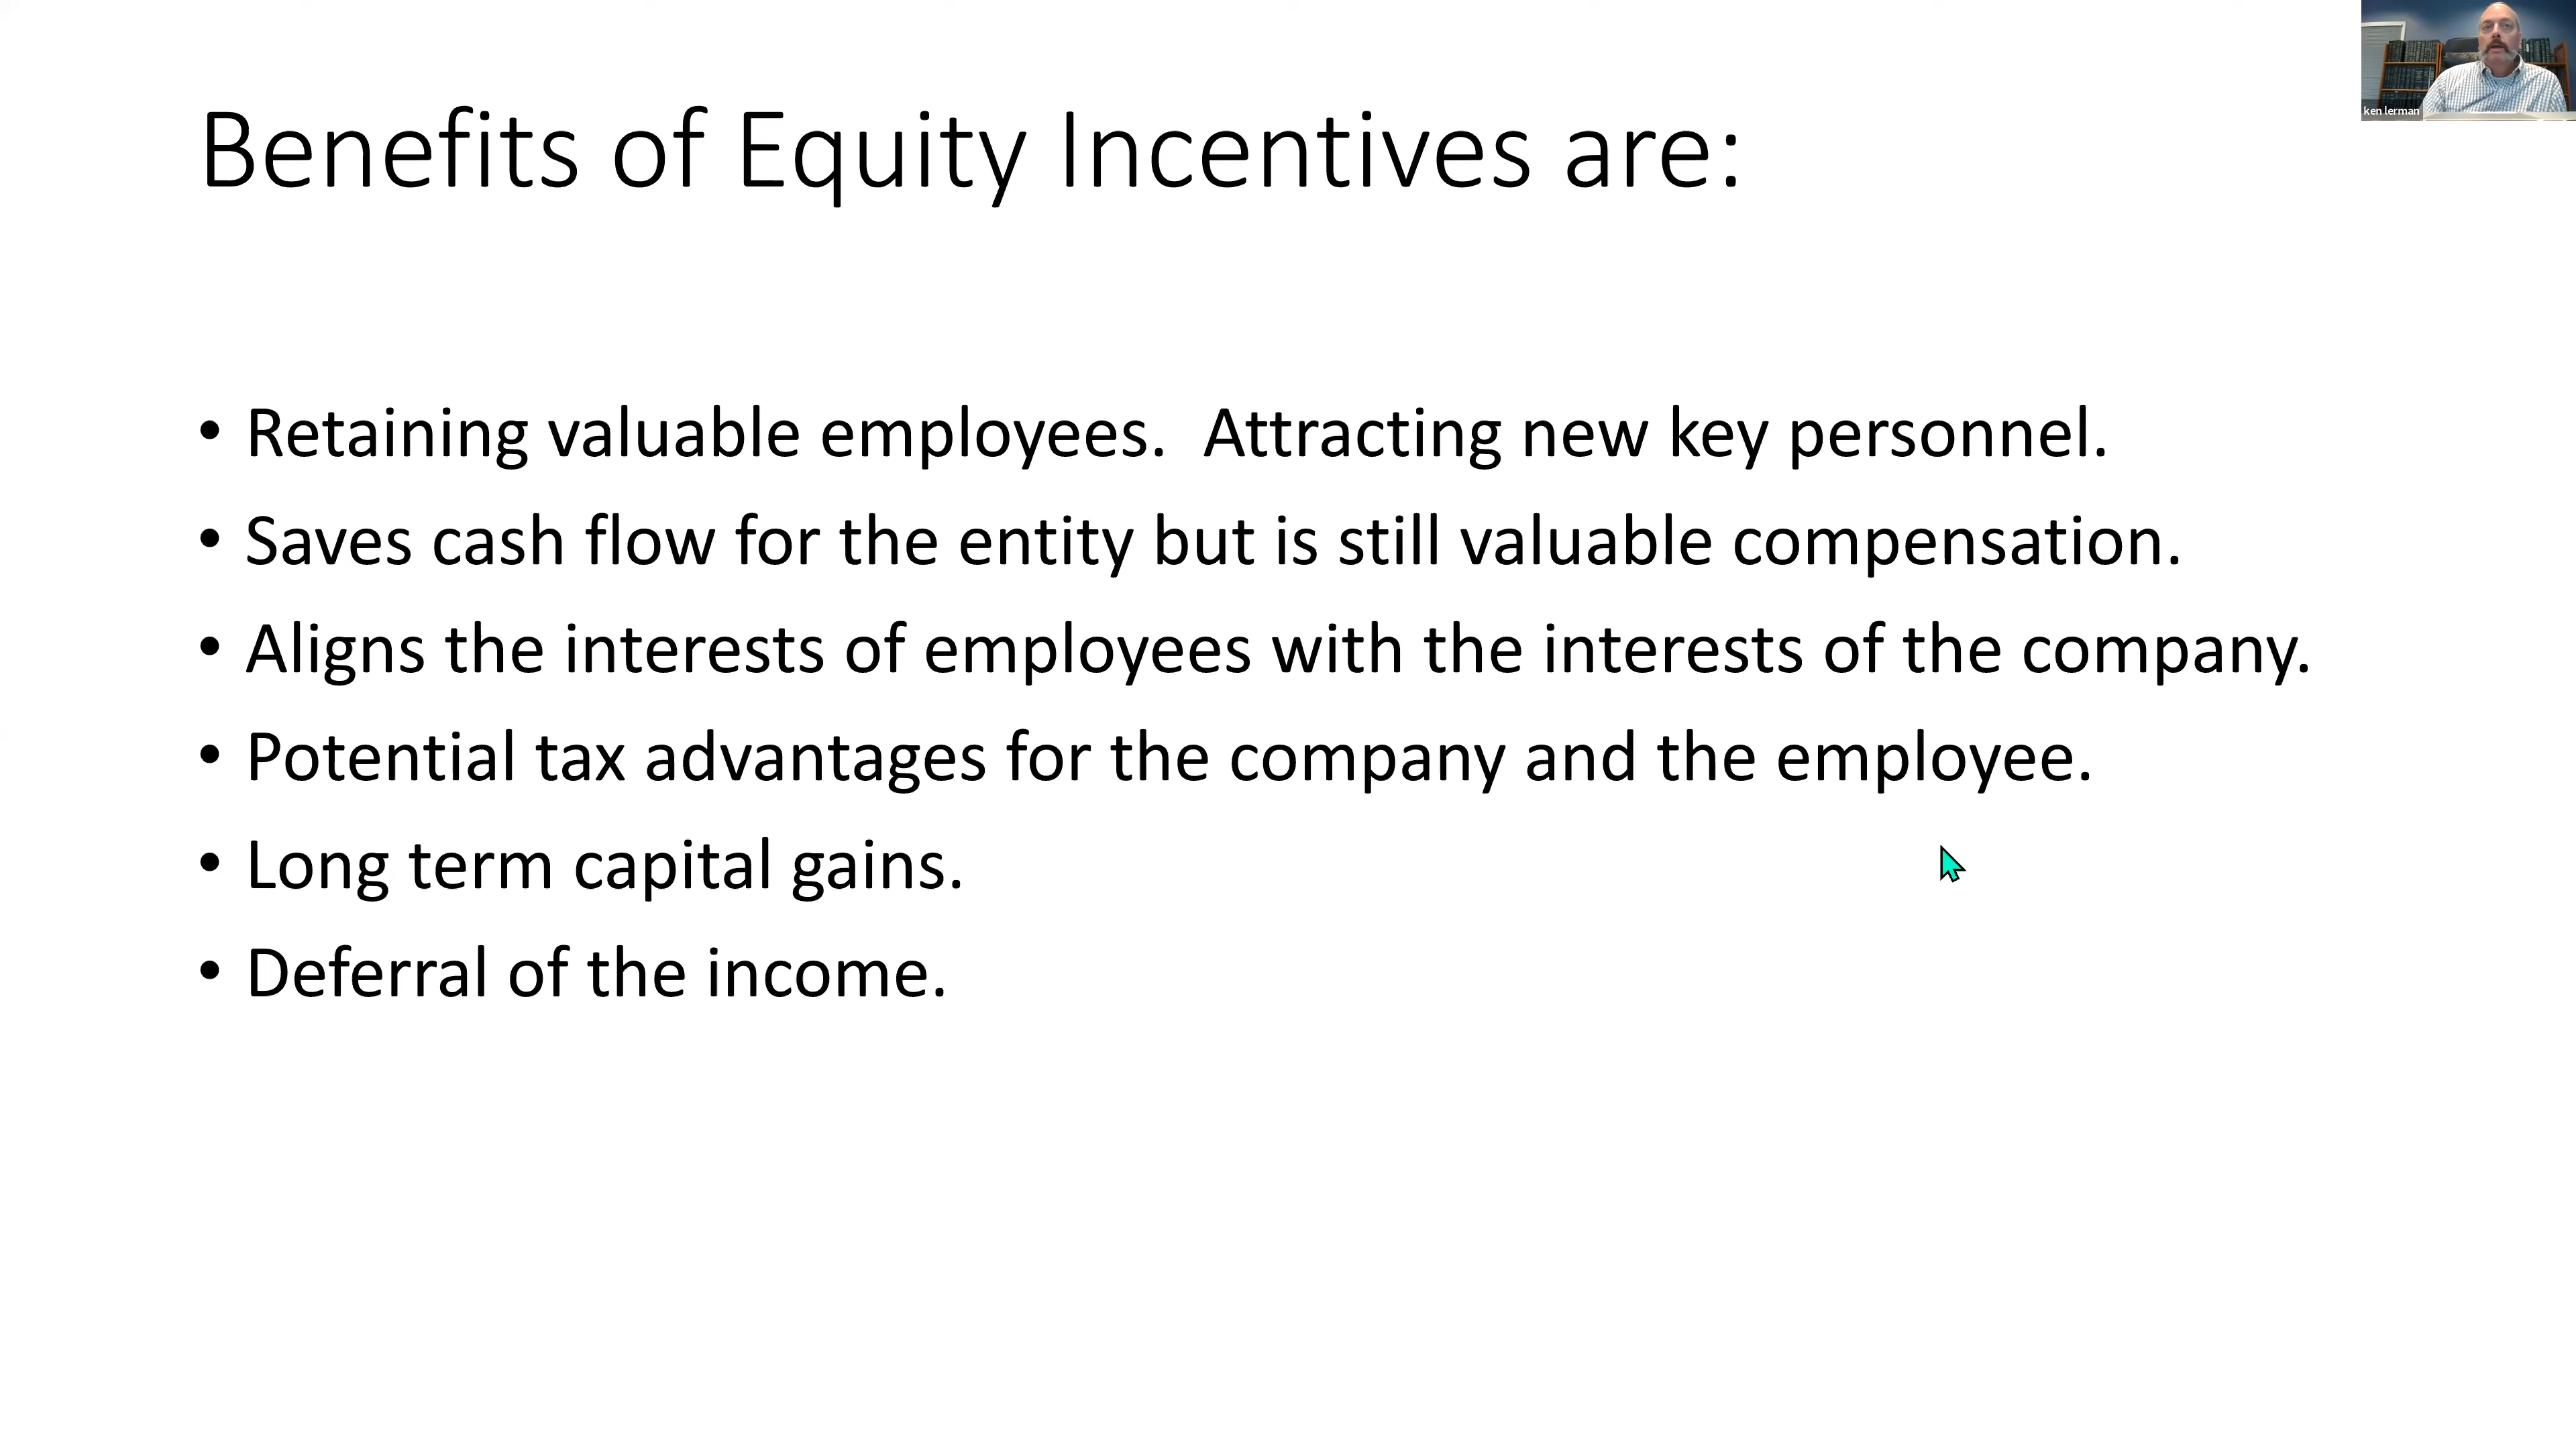 Benefits of Equity Incentives are:
ken lerman
• Retaining valuable employees.  Attracting new key personnel.
• Saves cash flow for the entity but is still valuable compensation.
• Aligns the interests of employees with the interests of the company.
• Potential tax advantages for the company and the employee.
• Long term capital gains.
• Deferral of the income.